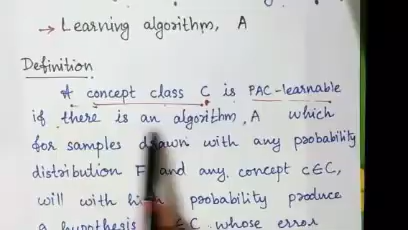 → Learning algorithm, A
Definition
A concept class C is PAC-learnable
if there is an algorithm, A which
for samples drawn with any probability
distribution F and any concept c∈C,
will with high probability produce
a hypothesis ∈C whose error